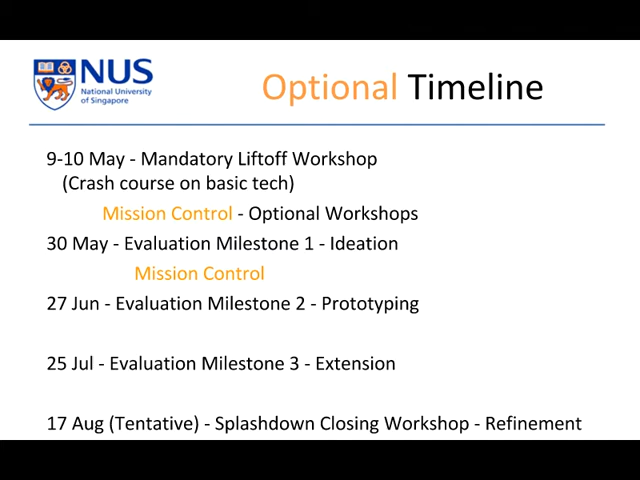 NUS
National University
of Singapore
Optional Timeline
9-10 May - Mandatory Liftoff Workshop
(Crash course on basic tech)
Mission Control - Optional Workshops
30 May - Evaluation Milestone 1 - Ideation
Mission Control
27 Jun - Evaluation Milestone 2 - Prototyping
25 Jul - Evaluation Milestone 3 - Extension
17 Aug (Tentative) - Splashdown Closing Workshop - Refinement